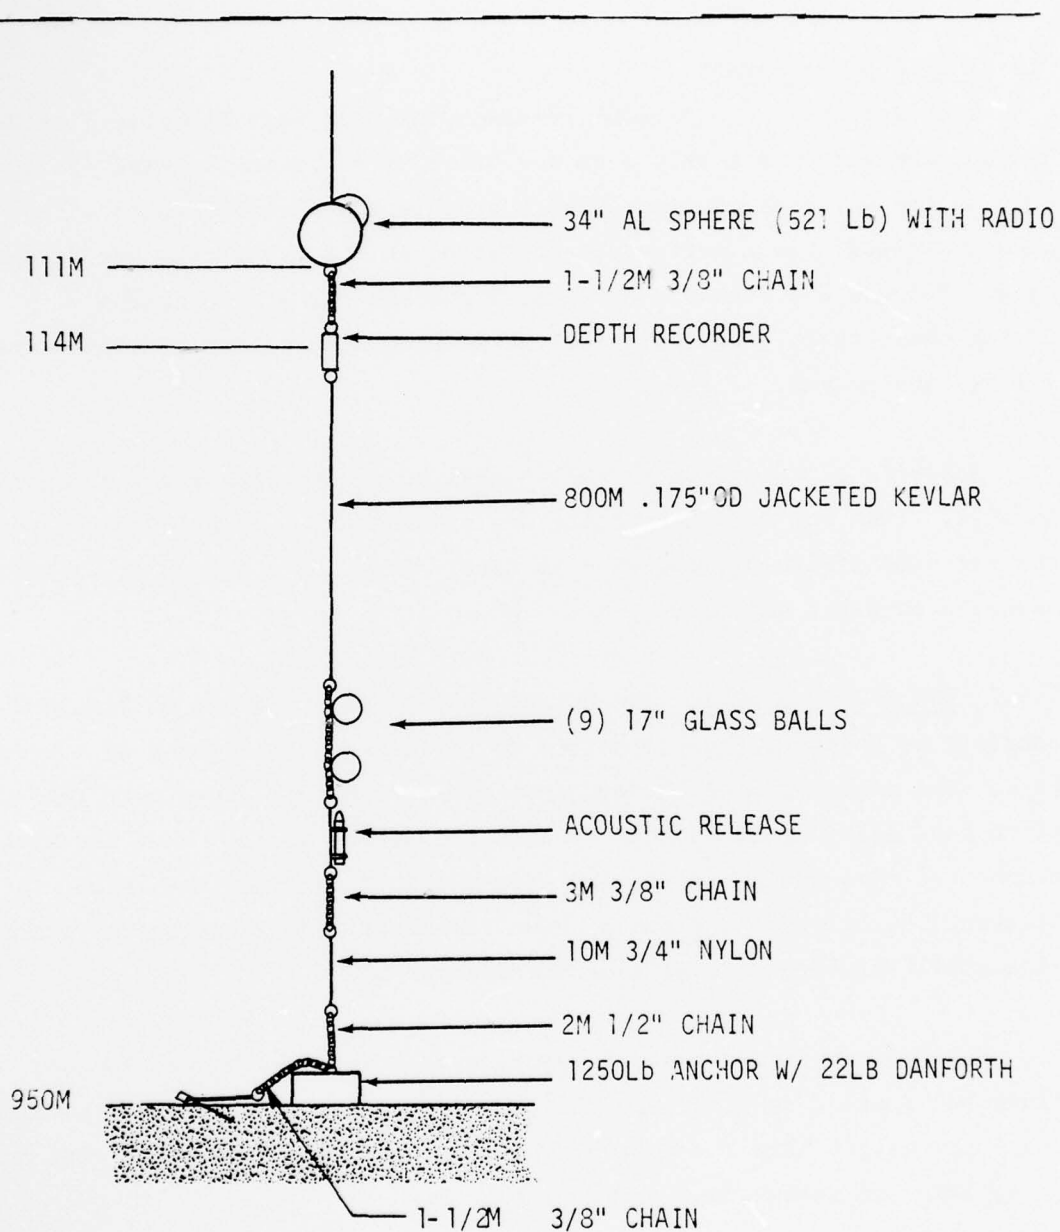 34" AL SPHERE (521 Lb) WITH RADIO
111M
1-1/2M 3/8" CHAIN
114M
DEPTH RECORDER
800M .175"OD JACKETED KEVLAR
(9) 17" GLASS BALLS
ACOUSTIC RELEASE
3M 3/8" CHAIN
10M 3/4" NYLON
2M 1/2" CHAIN
1250Lb ANCHOR W/ 22LB DANFORTH
950M
1-1/2M 3/8" CHAIN